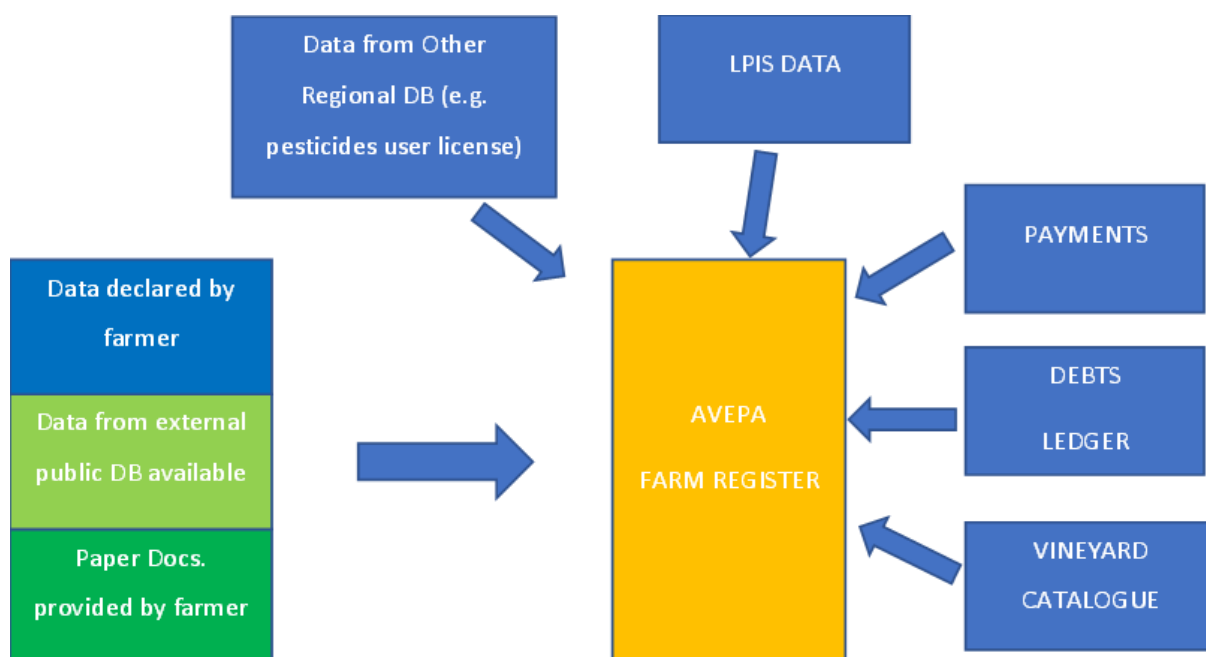 Data from Other
Regional DB (e.g.
pesticides user license)
LPIS DATA
PAYMENTS
Data declared by
farmer
Data from external
public DB available
Paper Docs.
provided by farmer
AVEPA
FARM REGISTER
DEBTS
LEDGER
VINEYARD
CATALOGUE